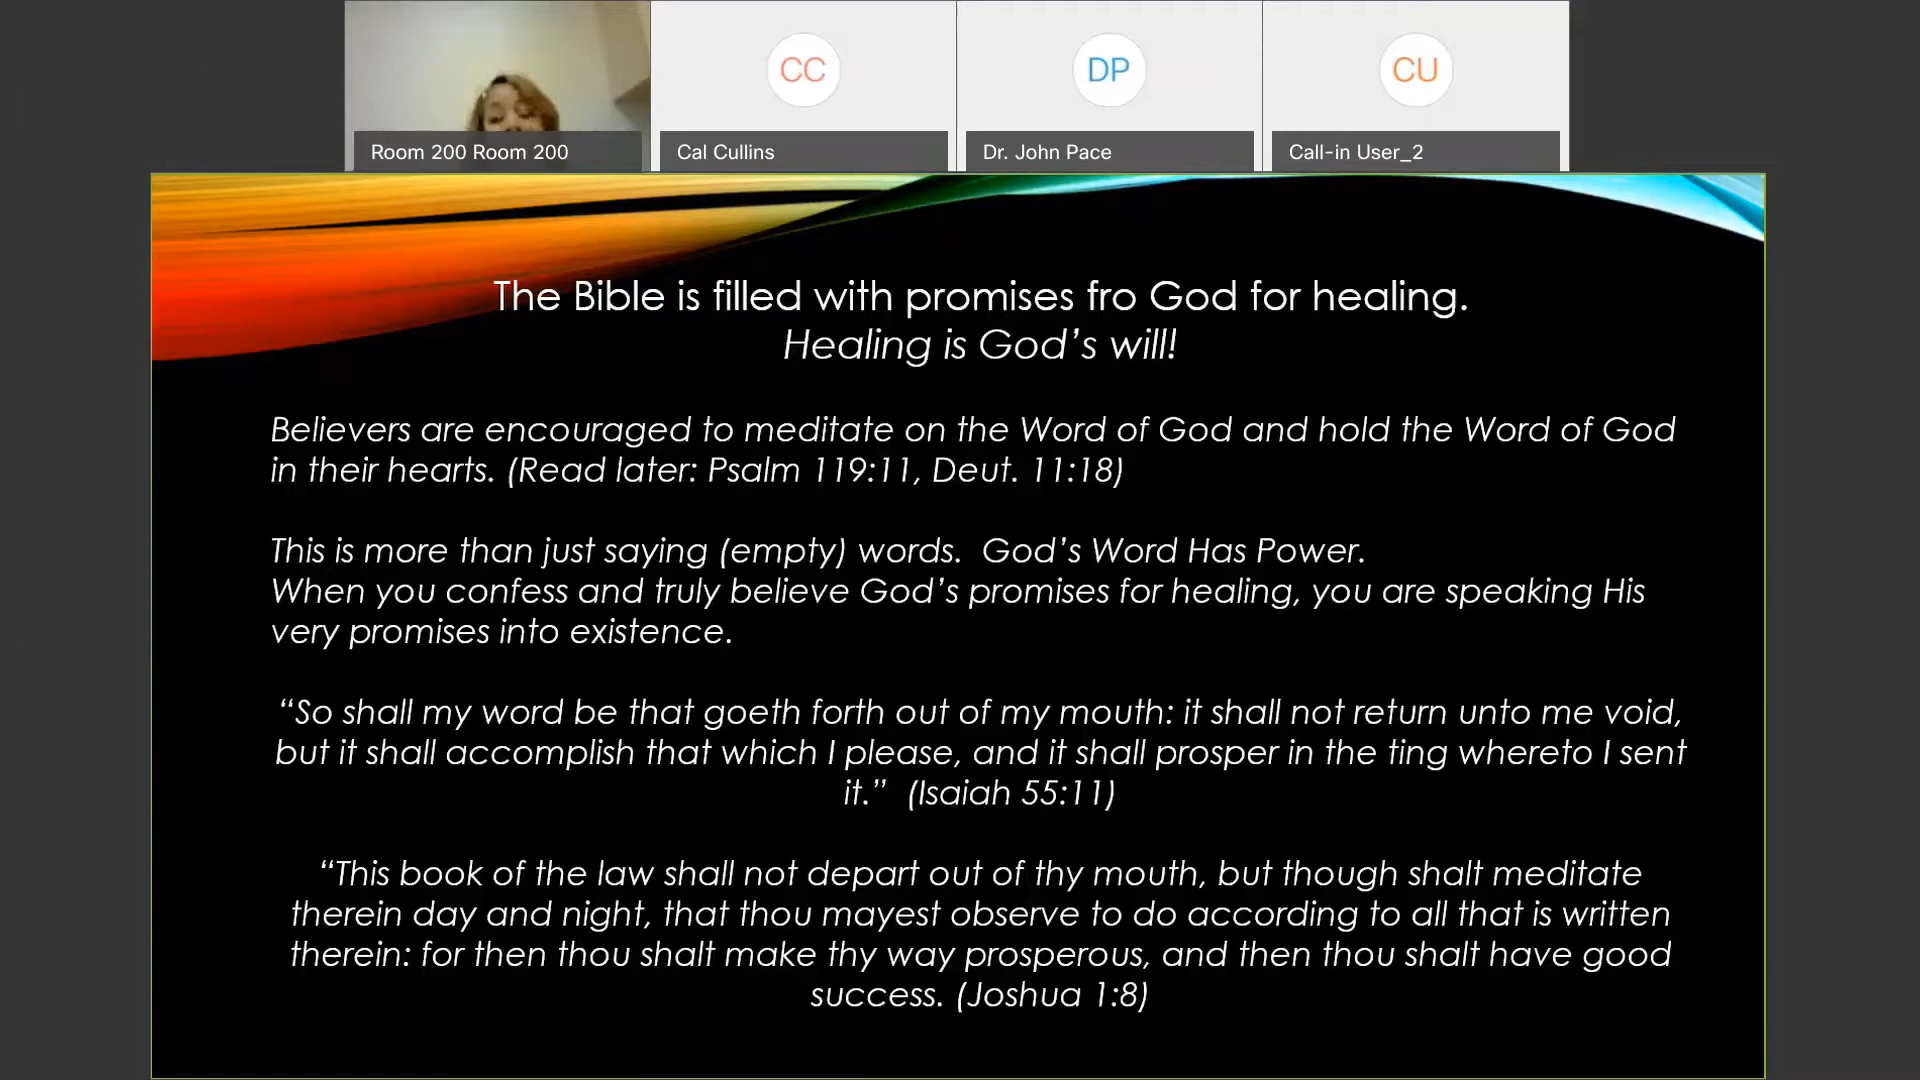 CC
DP
CU
Room 200 Room 200
Cal Cullins
Dr. John Pace
Call-in User_2
The Bible is filled with promises fro God for healing.
Healing is God's will!
Believers are encouraged to meditate on the Word of God and hold the Word of God
in their hearts. (Read later: Psalm 119:11, Deut. 11:18)
This is more than just saying (empty) words.  God's Word Has Power.
When you confess and truly believe God's promises for healing, you are speaking His
very promises into existence.
“So shall my word be that goeth forth out of my mouth: it shall not return unto me void,
but it shall accomplish that which I please, and it shall prosper in the ting whereto I sent
it.”  (Isaiah 55:11)
“This book of the law shall not depart out of thy mouth, but though shalt meditate
therein day and night, that thou mayest observe to do according to all that is written
therein: for then thou shalt make thy way prosperous, and then thou shalt have good
success. (Joshua 1:8)